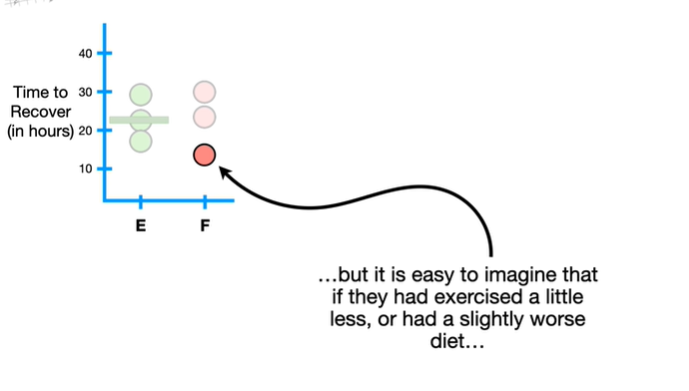 40
Time to 30
Recover
(in hours) 20
10
E F
...but it is easy to imagine that
if they had exercised a little
less, or had a slightly worse
diet...